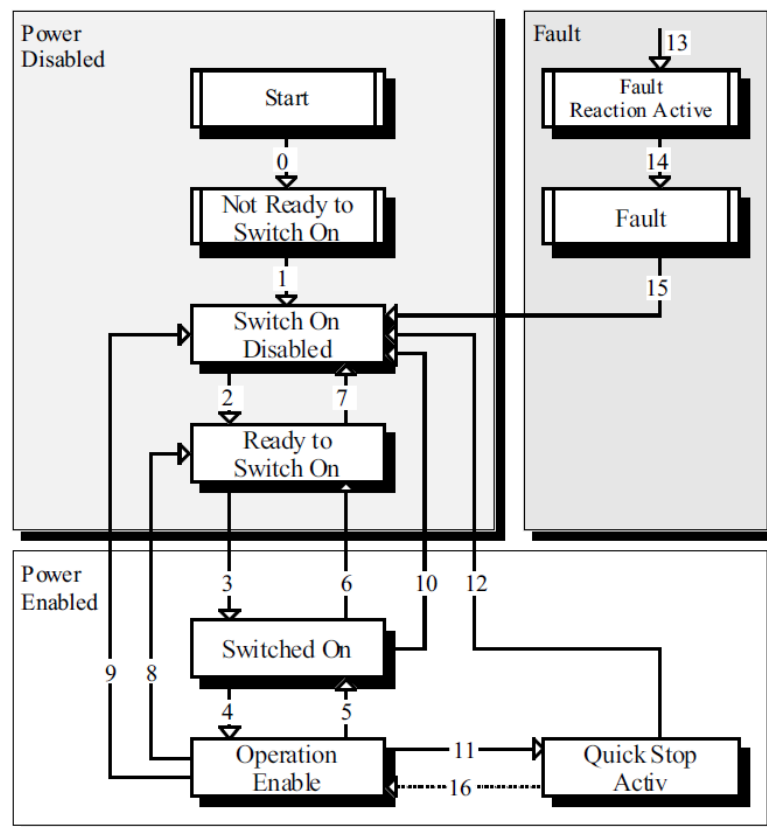 Power
Disabled
Fault
13
Start
Fault
Reaction Active
0
14
Not Ready to
Switch On
Fault
1
15
Switch On
Disabled
2
7
Ready to
Switch On
Power
Enabled
3
6
10
12
Switched On
9
8
4
5
Operation
Enable
11
16
Quick Stop
Activ